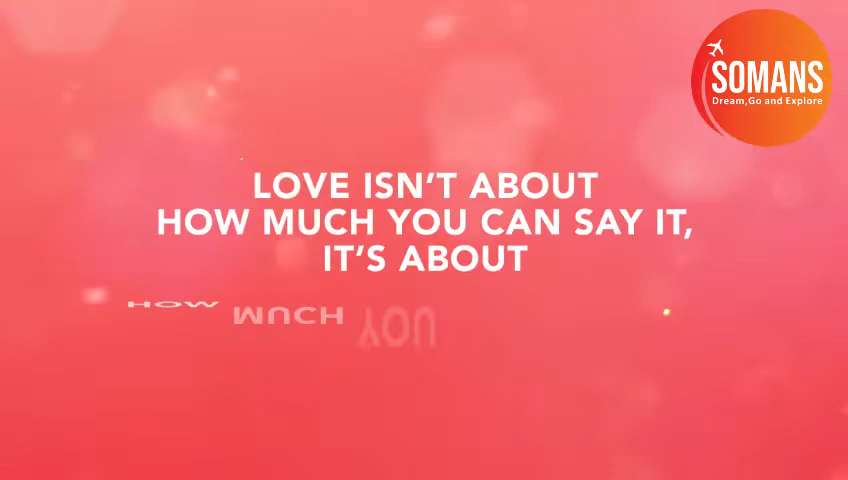 SOMANS
Dream,Go and Explore
LOVE ISN'T ABOUT
HOW MUCH YOU CAN SAY IT,
IT'S ABOUT
HOW MUCH YOU